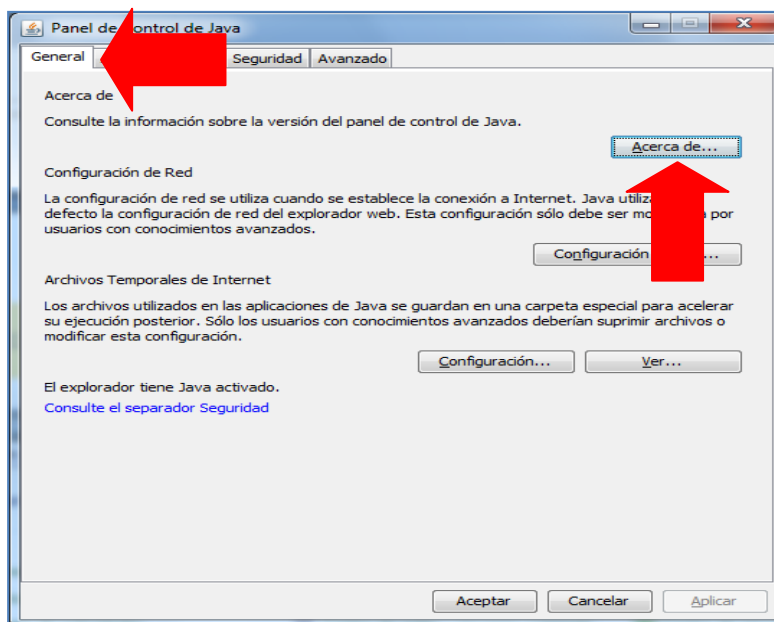 Panel de Control de Java
General Seguridad Avanzado
Acerca de
Consulte la información sobre la versión del panel de control de Java.
Acerca de...
Configuración de Red
La configuración de red se utiliza cuando se establece la conexión a Internet. Java utiliza
defecto la configuración de red del explorador web. Esta configuración sólo debe ser por
usuarios con conocimientos avanzados.
Configuración ...
Archivos Temporales de Internet
Los archivos utilizados en las aplicaciones de Java se guardan en una carpeta especial para acelerar
su ejecución posterior. Sólo los usuarios con conocimientos avanzados deberían suprimir archivos o
modificar esta configuración.
Configuración... Ver...
El explorador tiene Java activado.
Consulte el separador Seguridad
Aceptar Cancelar Aplicar